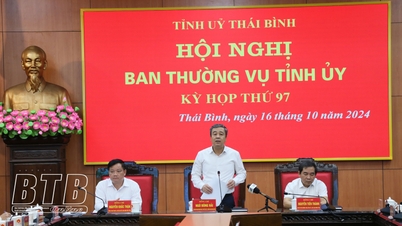 TỈNH UỶ THÁI BÌNH
HỘI NGHỊ
BAN THƯỜNG VỤ TỈNH ỦY
KỲ HỌP THỨ 97
Thái Bình, ngày 16 tháng 10 năm 2024
BTB